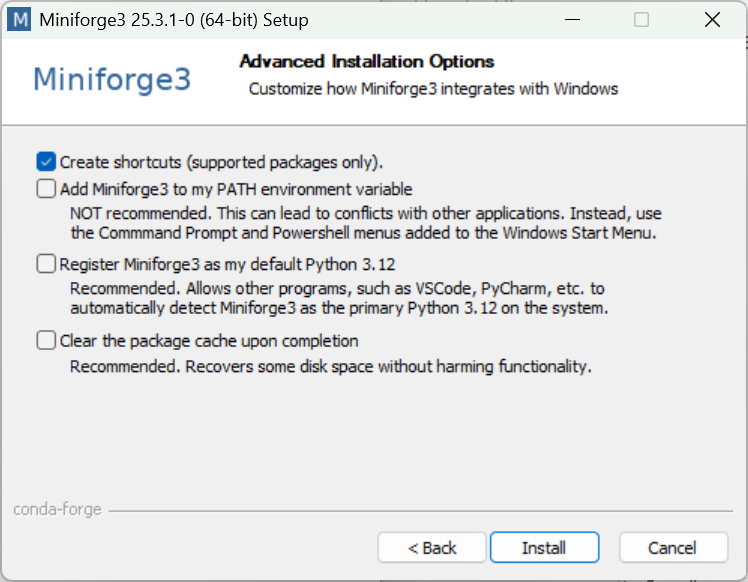 M Miniforge3 25.3.1-0 (64-bit) Setup
Miniforge3
Advanced Installation Options
Customize how Miniforge3 integrates with Windows
Create shortcuts (supported packages only).
Add Miniforge3 to my PATH environment variable
NOT recommended. This can lead to conflicts with other applications. Instead, use
the Commmand Prompt and Powershell menus added to the Windows Start Menu.
Register Miniforge3 as my default Python 3.12
Recommended. Allows other programs, such as VSCode, PyCharm, etc. to
automatically detect Miniforge3 as the primary Python 3.12 on the system.
Clear the package cache upon completion
Recommended. Recovers some disk space without harming functionality.
conda-forge
< Back
Install
Cancel